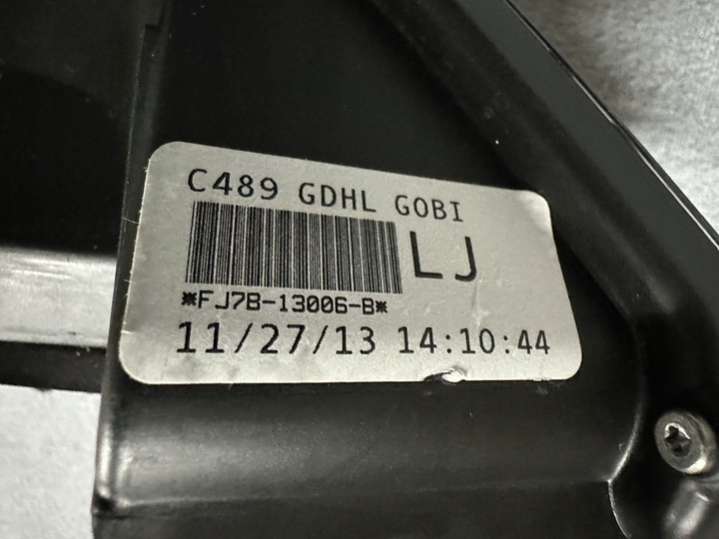 C489 GDHL GOBI
LJ
*FJ7B-13006-B*
11/27/13 14:10:44